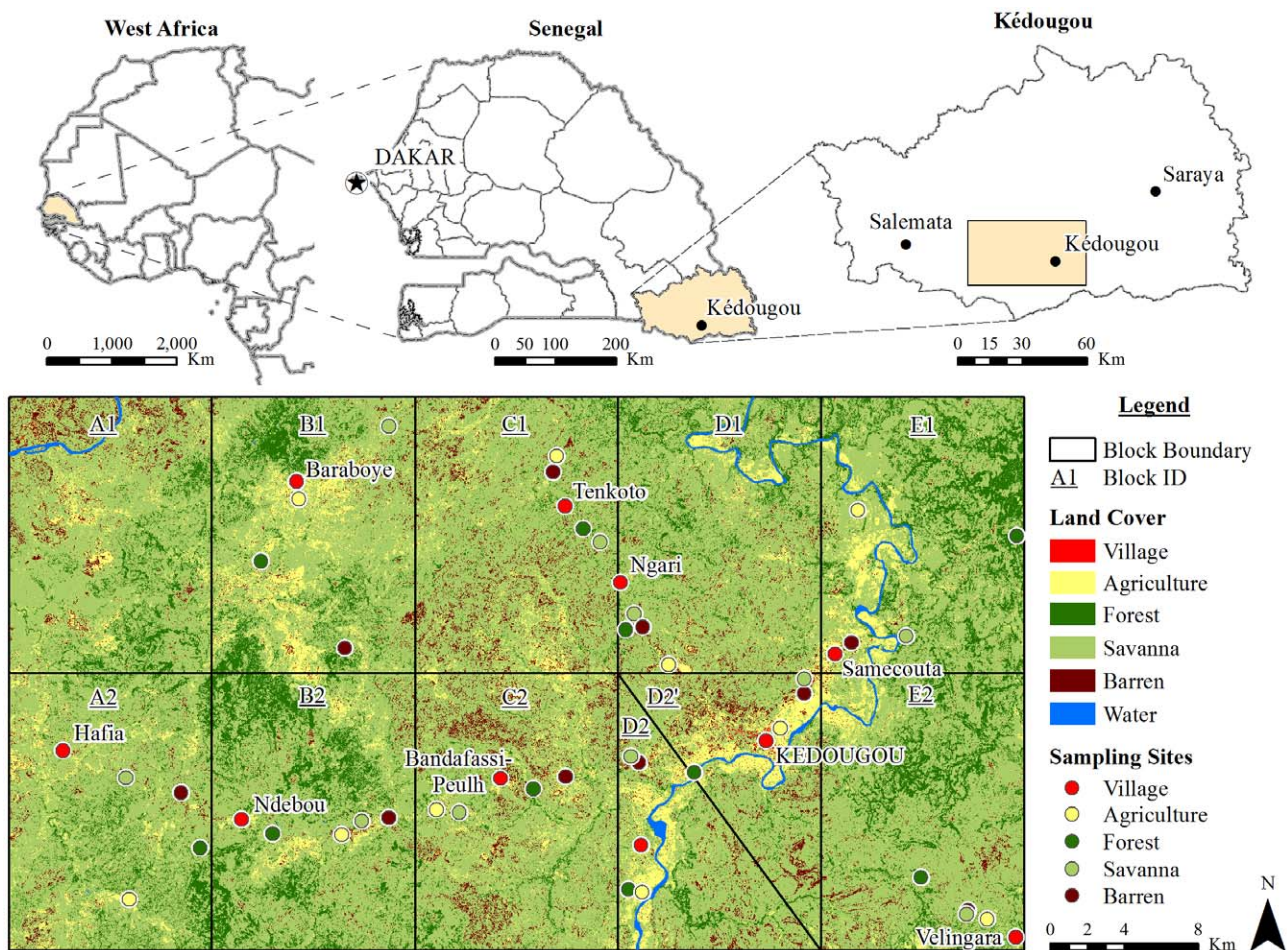 West Africa
Senegal
Kédougou
DAKAR
Saraya
Salemata
Kédougou
Kédougou
0 1,000 2,000
Km
0 50 100 200
Km
0 15 30 60
Km
A1
B1
C1
D1
E1
Baraboye
Tenkoto
Ngari
Samecouta
A2
B2
C2
D2'
D2
E2
Hafia
Bandafassi-
Peulh
KEDOUGOU
Ndebou
Velingara
Legend
Block Boundary
A1 Block ID
Land Cover
Village
Agriculture
Forest
Savanna
Barren
Water
Sampling Sites
Village
Agriculture
Forest
Savanna
Barren
N
0 2 4 8
Km